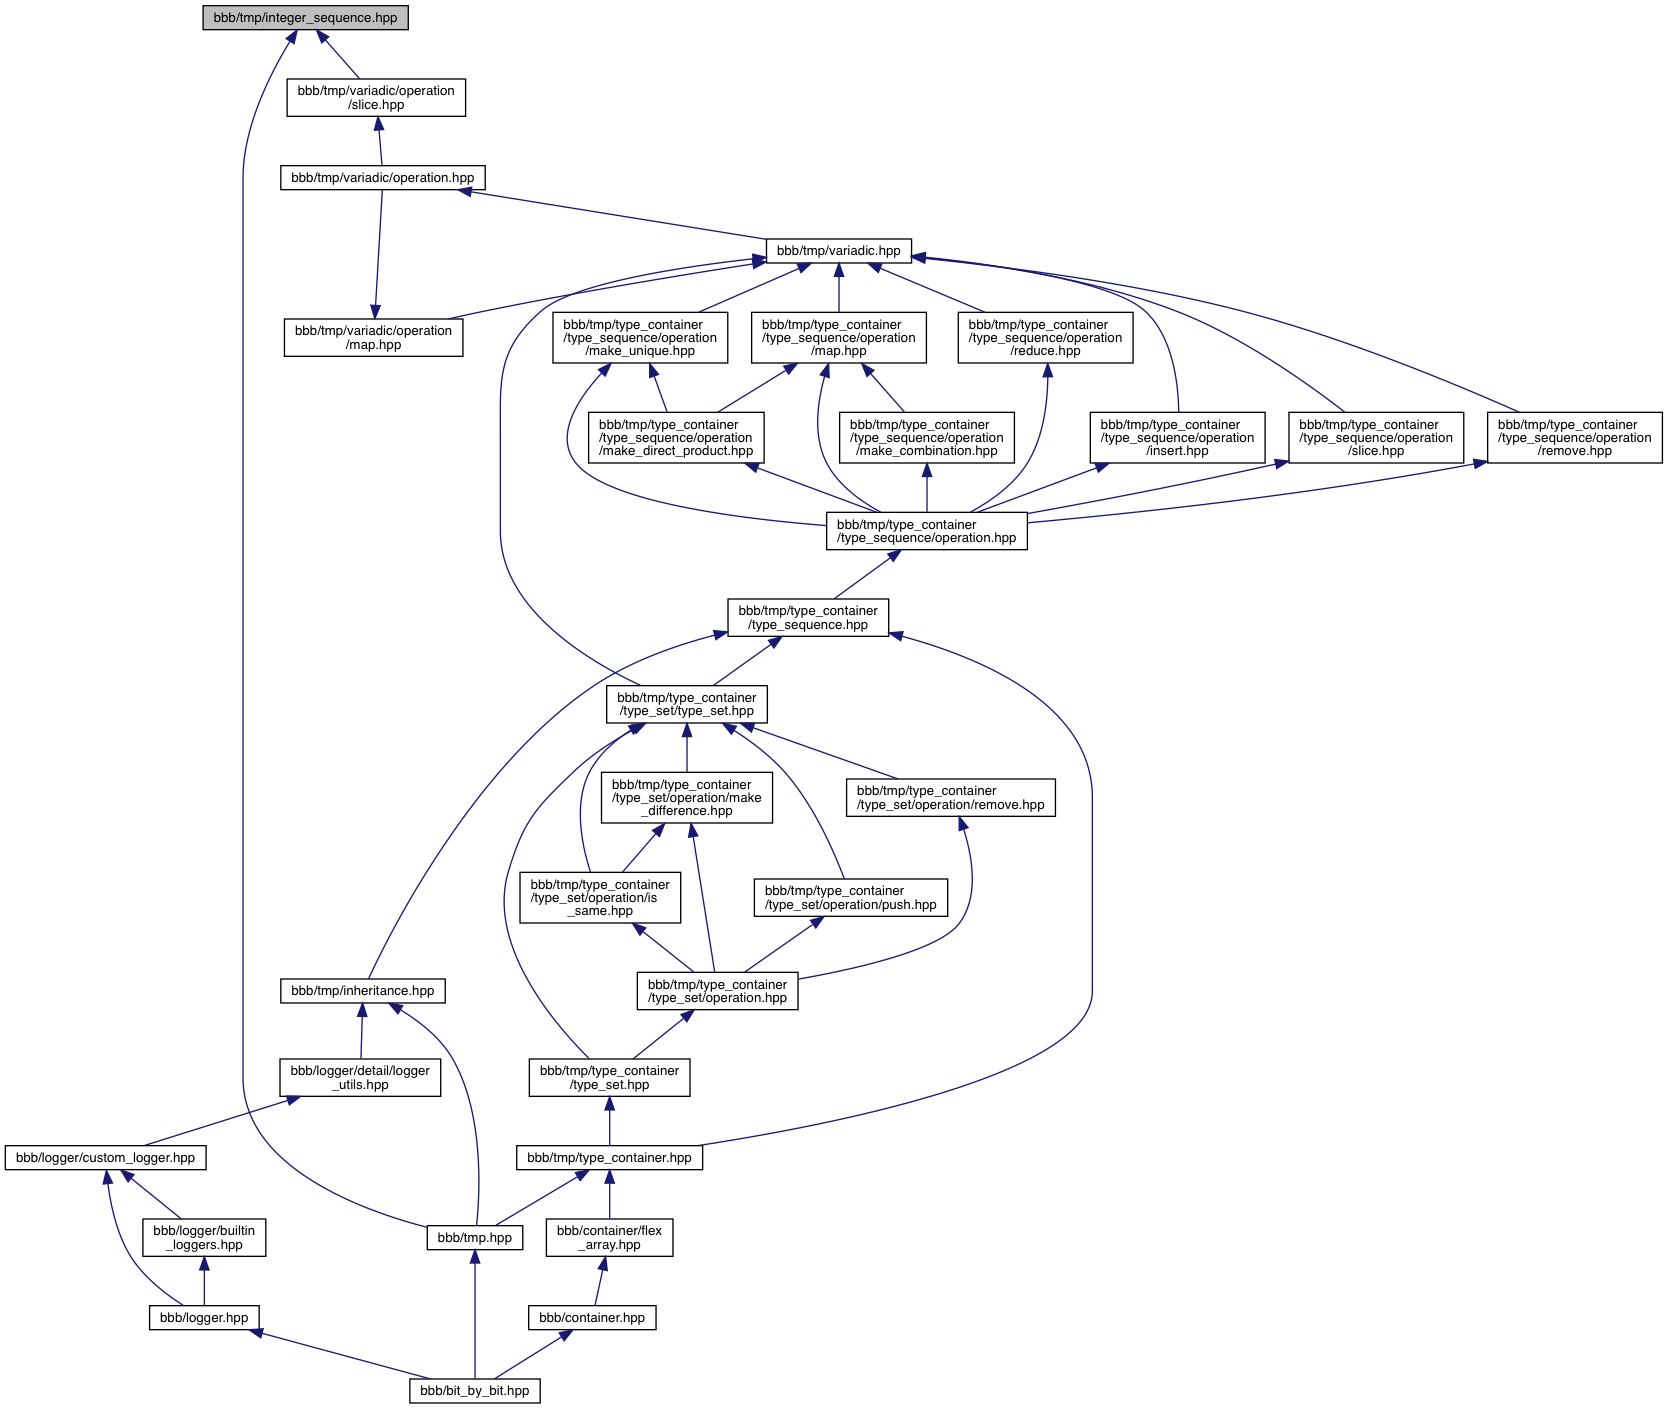 bbb/tmp/integer_sequence.hpp
bbb/tmp/variadic/operation
/slice.hpp
bbb/tmp/variadic/operation.hpp
bbb/tmp/variadic.hpp
bbb/tmp/variadic/operation
/map.hpp
bbb/tmp/type_container
/type_sequence/operation
/make_unique.hpp
bbb/tmp/type_container
/type_sequence/operation
/map.hpp
bbb/tmp/type_container
/type_sequence/operation
/reduce.hpp
bbb/tmp/type_container
/type_sequence/operation
/make_direct_product.hpp
bbb/tmp/type_container
/type_sequence/operation
/make_combination.hpp
bbb/tmp/type_container
/type_sequence/operation
/insert.hpp
bbb/tmp/type_container
/type_sequence/operation
/slice.hpp
bbb/tmp/type_container
/type_sequence/operation
/remove.hpp
bbb/tmp/type_container
/type_sequence/operation.hpp
bbb/tmp/type_container
/type_sequence.hpp
bbb/tmp/type_container
/type_set/type_set.hpp
bbb/tmp/type_container
/type_set/operation/make
_difference.hpp
bbb/tmp/type_container
/type_set/operation/remove.hpp
bbb/tmp/type_container
/type_set/operation/is
_same.hpp
bbb/tmp/type_container
/type_set/operation/push.hpp
bbb/tmp/inheritance.hpp
bbb/tmp/type_container
/type_set/operation.hpp
bbb/logger/detail/logger
_utils.hpp
bbb/tmp/type_container
/type_set.hpp
bbb/logger/custom_logger.hpp
bbb/tmp/type_container.hpp
bbb/logger/builtin
_loggers.hpp
bbb/tmp.hpp
bbb/container/flex
_array.hpp
bbb/logger.hpp
bbb/container.hpp
bbb/bit_by_bit.hpp